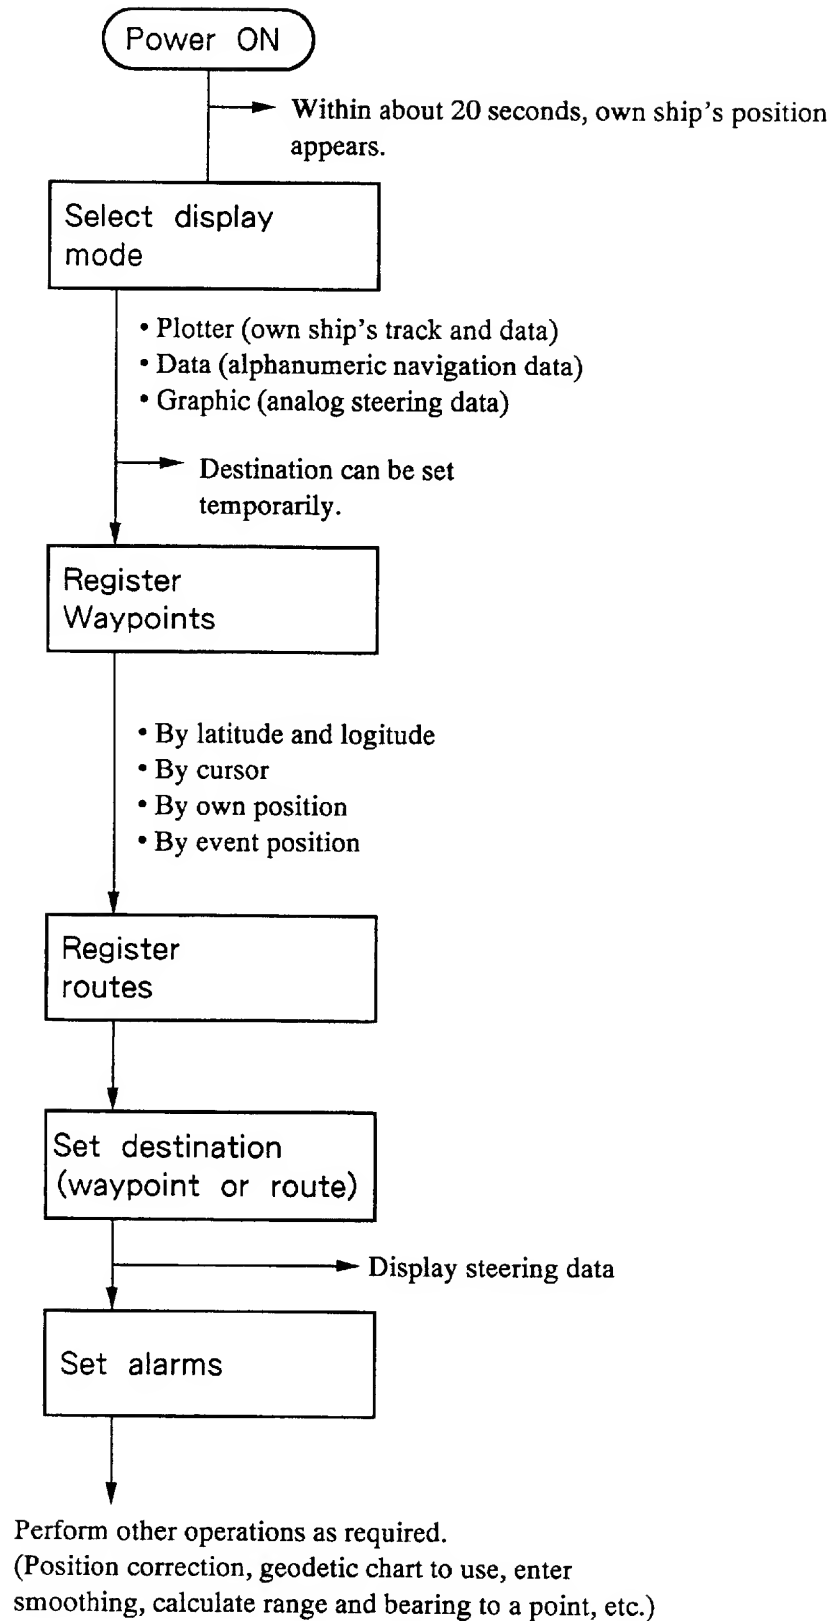 Power ON
Within about 20 seconds, own ship's position
appears.
Select display
mode
• Plotter (own ship's track and data)
• Data (alphanumeric navigation data)
• Graphic (analog steering data)
Destination can be set
temporarily.
Register
Waypoints
• By latitude and logitude
• By cursor
• By own position
• By event position
Register
routes
Set destination
(waypoint or route)
Display steering data
Set alarms
Perform other operations as required.
(Position correction, geodetic chart to use, enter
smoothing, calculate range and bearing to a point, etc.)